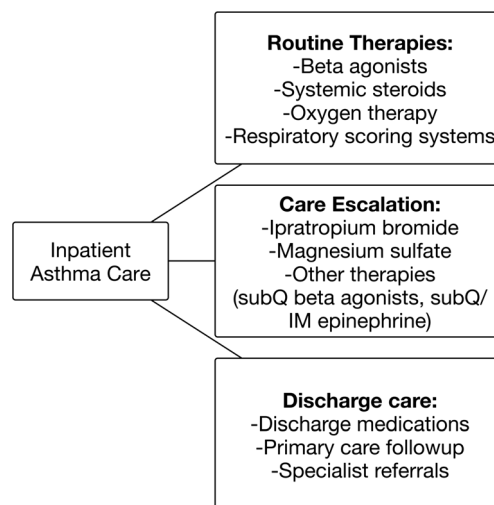 Routine Therapies:
-Beta agonists
-Systemic steroids
-Oxygen therapy
-Respiratory scoring systems
Inpatient
Asthma Care
Care Escalation:
-Ipratropium bromide
-Magnesium sulfate
-Other therapies
(subQ beta agonists, subQ/
IM epinephrine)
Discharge care:
-Discharge medications
-Primary care followup
-Specialist referrals